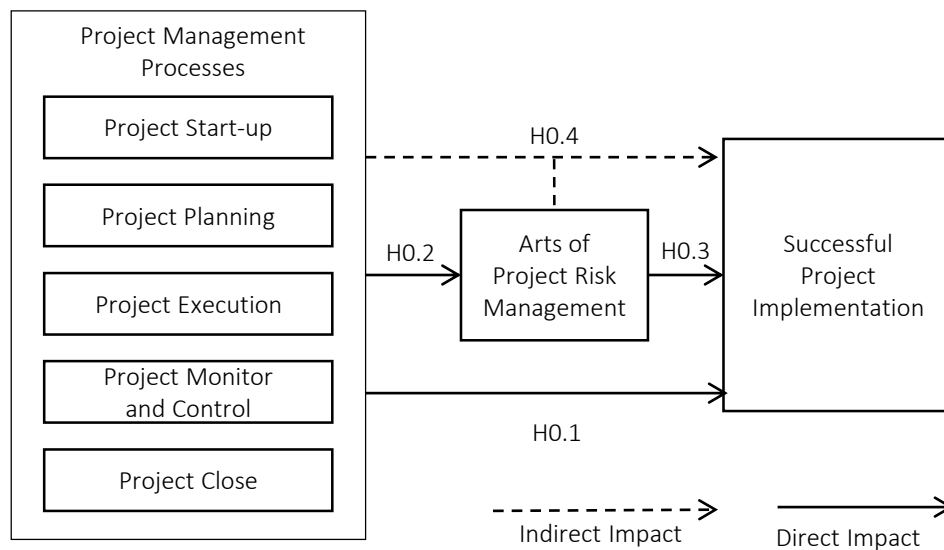 Project Management
Processes
Project Start-up
Project Planning
Project Execution
Project Monitor
and Control
Project Close
H0.4
H0.2
Arts of
Project Risk
Management
H0.3
H0.1
Successful
Project
Implementation
Indirect Impact
Direct Impact